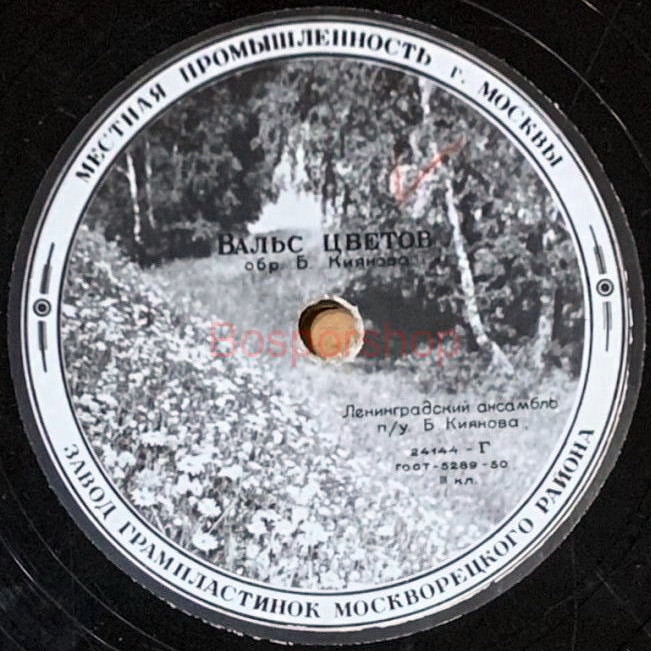 МЕСТНАЯ ПРОМЫШЛЕННОСТЬ г. МОСКВЫ
ВАЛЬС ЦВЕТОВ
обр. Б. Киянова
Bosporshop
Ленинградский ансамбль
п/у. Б Киянова
24144 - Г
ГОСТ - 5289 - 50
III кл.
ЗАВОД ГРАМПЛАСТИНОК МОСКВОРЕЦКОГО РАЙОНА